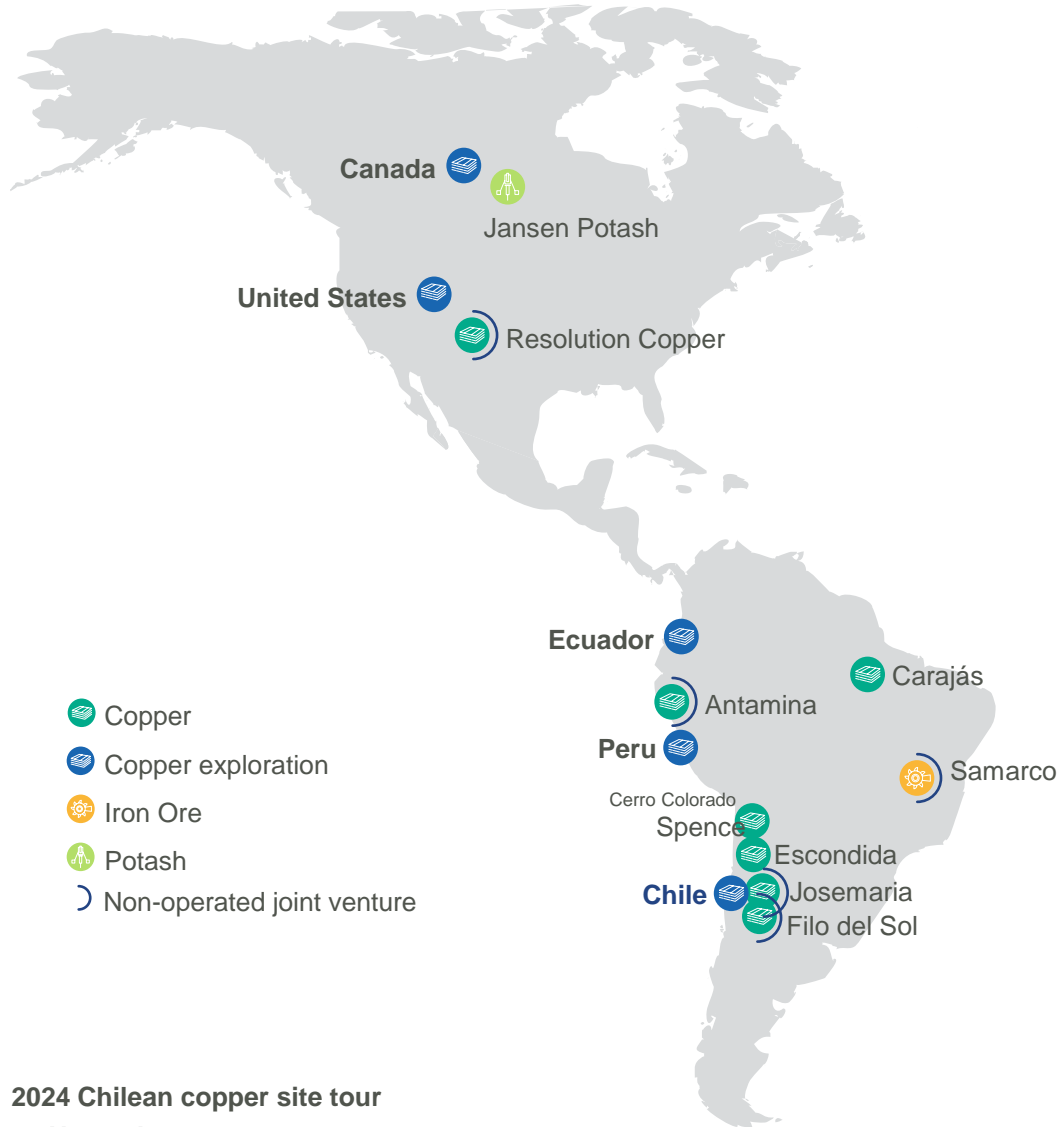 Canada
Jansen Potash
United States
Resolution Copper
Ecuador
Carajás
Antamina
Peru
Samarco
Cerro Colorado
Spence
Escondida
Chile
Josemaria
Filo del Sol
Copper
Copper exploration
Iron Ore
Potash
Non-operated joint venture
2024 Chilean copper site tour